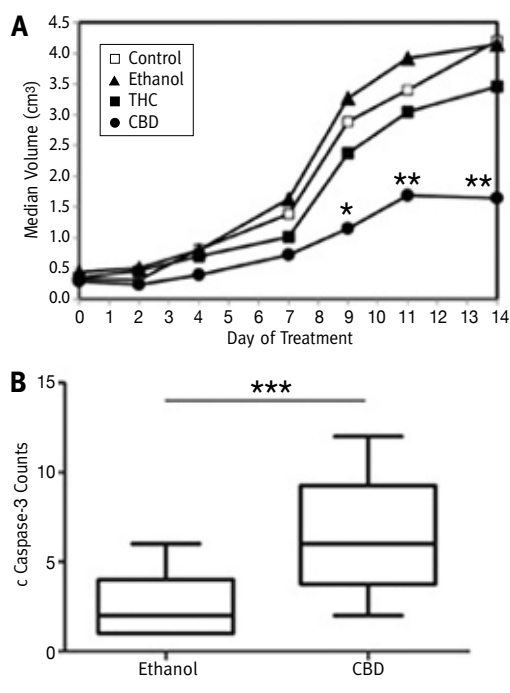 A
4.5
4.0
3.5
3.0
2.5
2.0
1.5
1.0
0.5
0.0
Median Volume (cm3)
Control
Ethanol
THC
CBD
*
**
**
0 1 3 2 4 6 7 8 9 10 11 12 13 14
Day of Treatment
B
15
10
5
0
c Caspase-3 Counts
***
Ethanol CBD